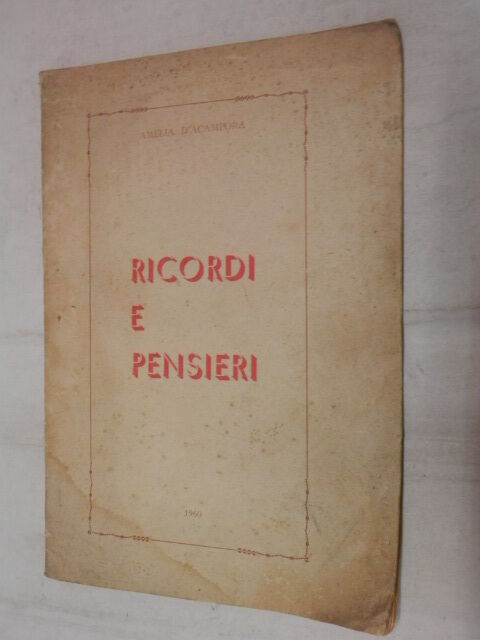 AMELIA D'ACAMPORA
RICORDI
E
PENSIERI
1960